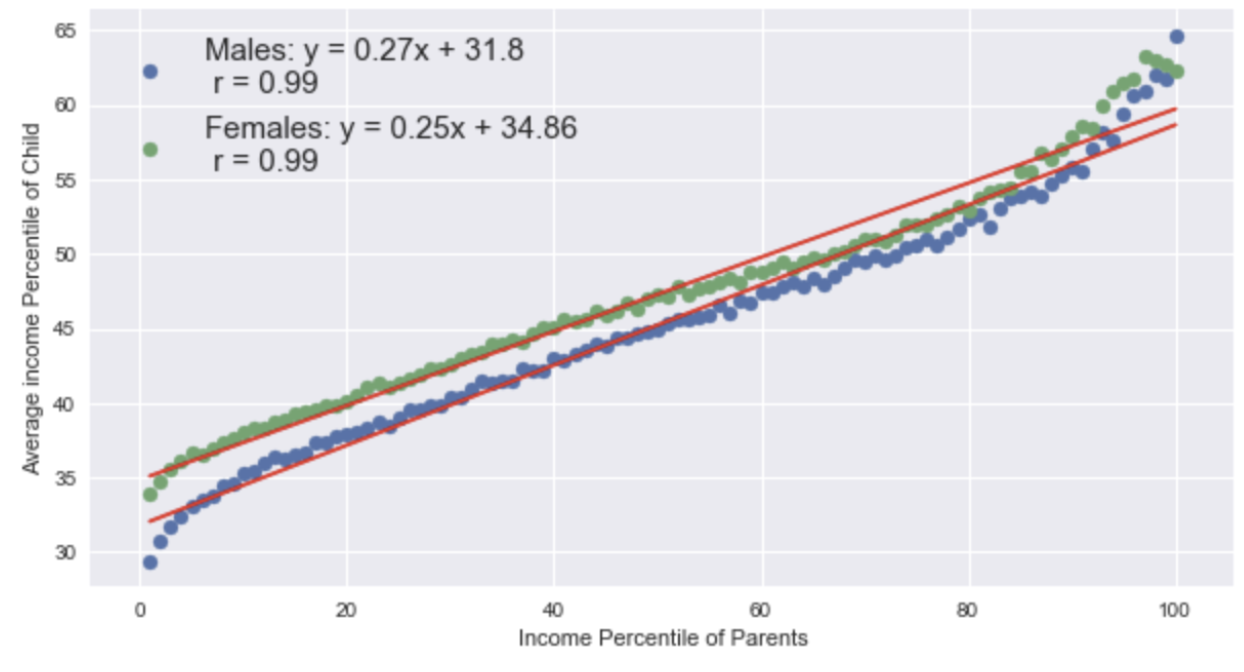 Males: y = 0.27x + 31.8
r = 0.99
Females: y = 0.25x + 34.86
r = 0.99
65
60
55
50
45
40
35
30
Average income Percentile of Child
0 20 40 60 80 100
Income Percentile of Parents